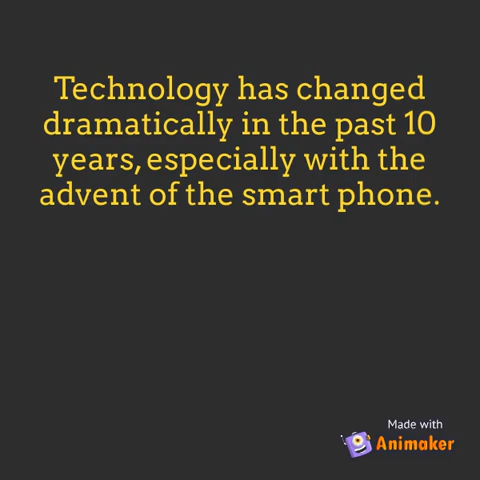 Technology has changed
dramatically in the past 10
years, especially with the
advent of the smart phone.
Made with
Animaker